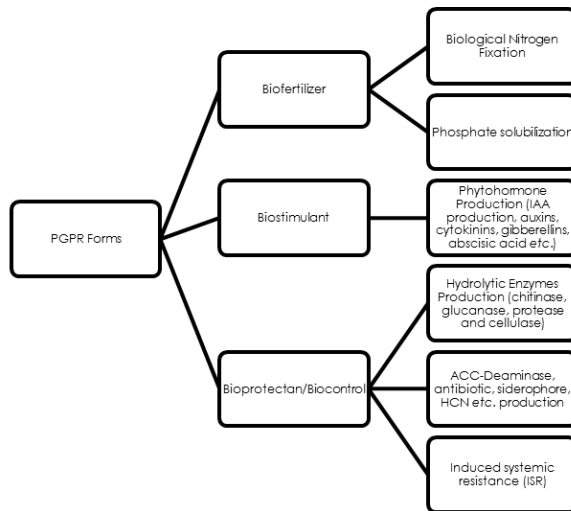 PGPR Forms
Biofertilizer
Biological Nitrogen
Fixation
Phosphate solubilization
Biostimulant
Phytohormone
Production (IAA
production, auxins,
cytokinins, gibberellins,
abscisic acid etc.)
Bioprotectan/Biocontrol
Hydrolytic Enzymes
Production (chitinase,
glucanase, protease
and cellulase)
ACC-Deaminase,
antibiotic, siderophore,
HCN etc. production
Induced systemic
resistance (ISR)